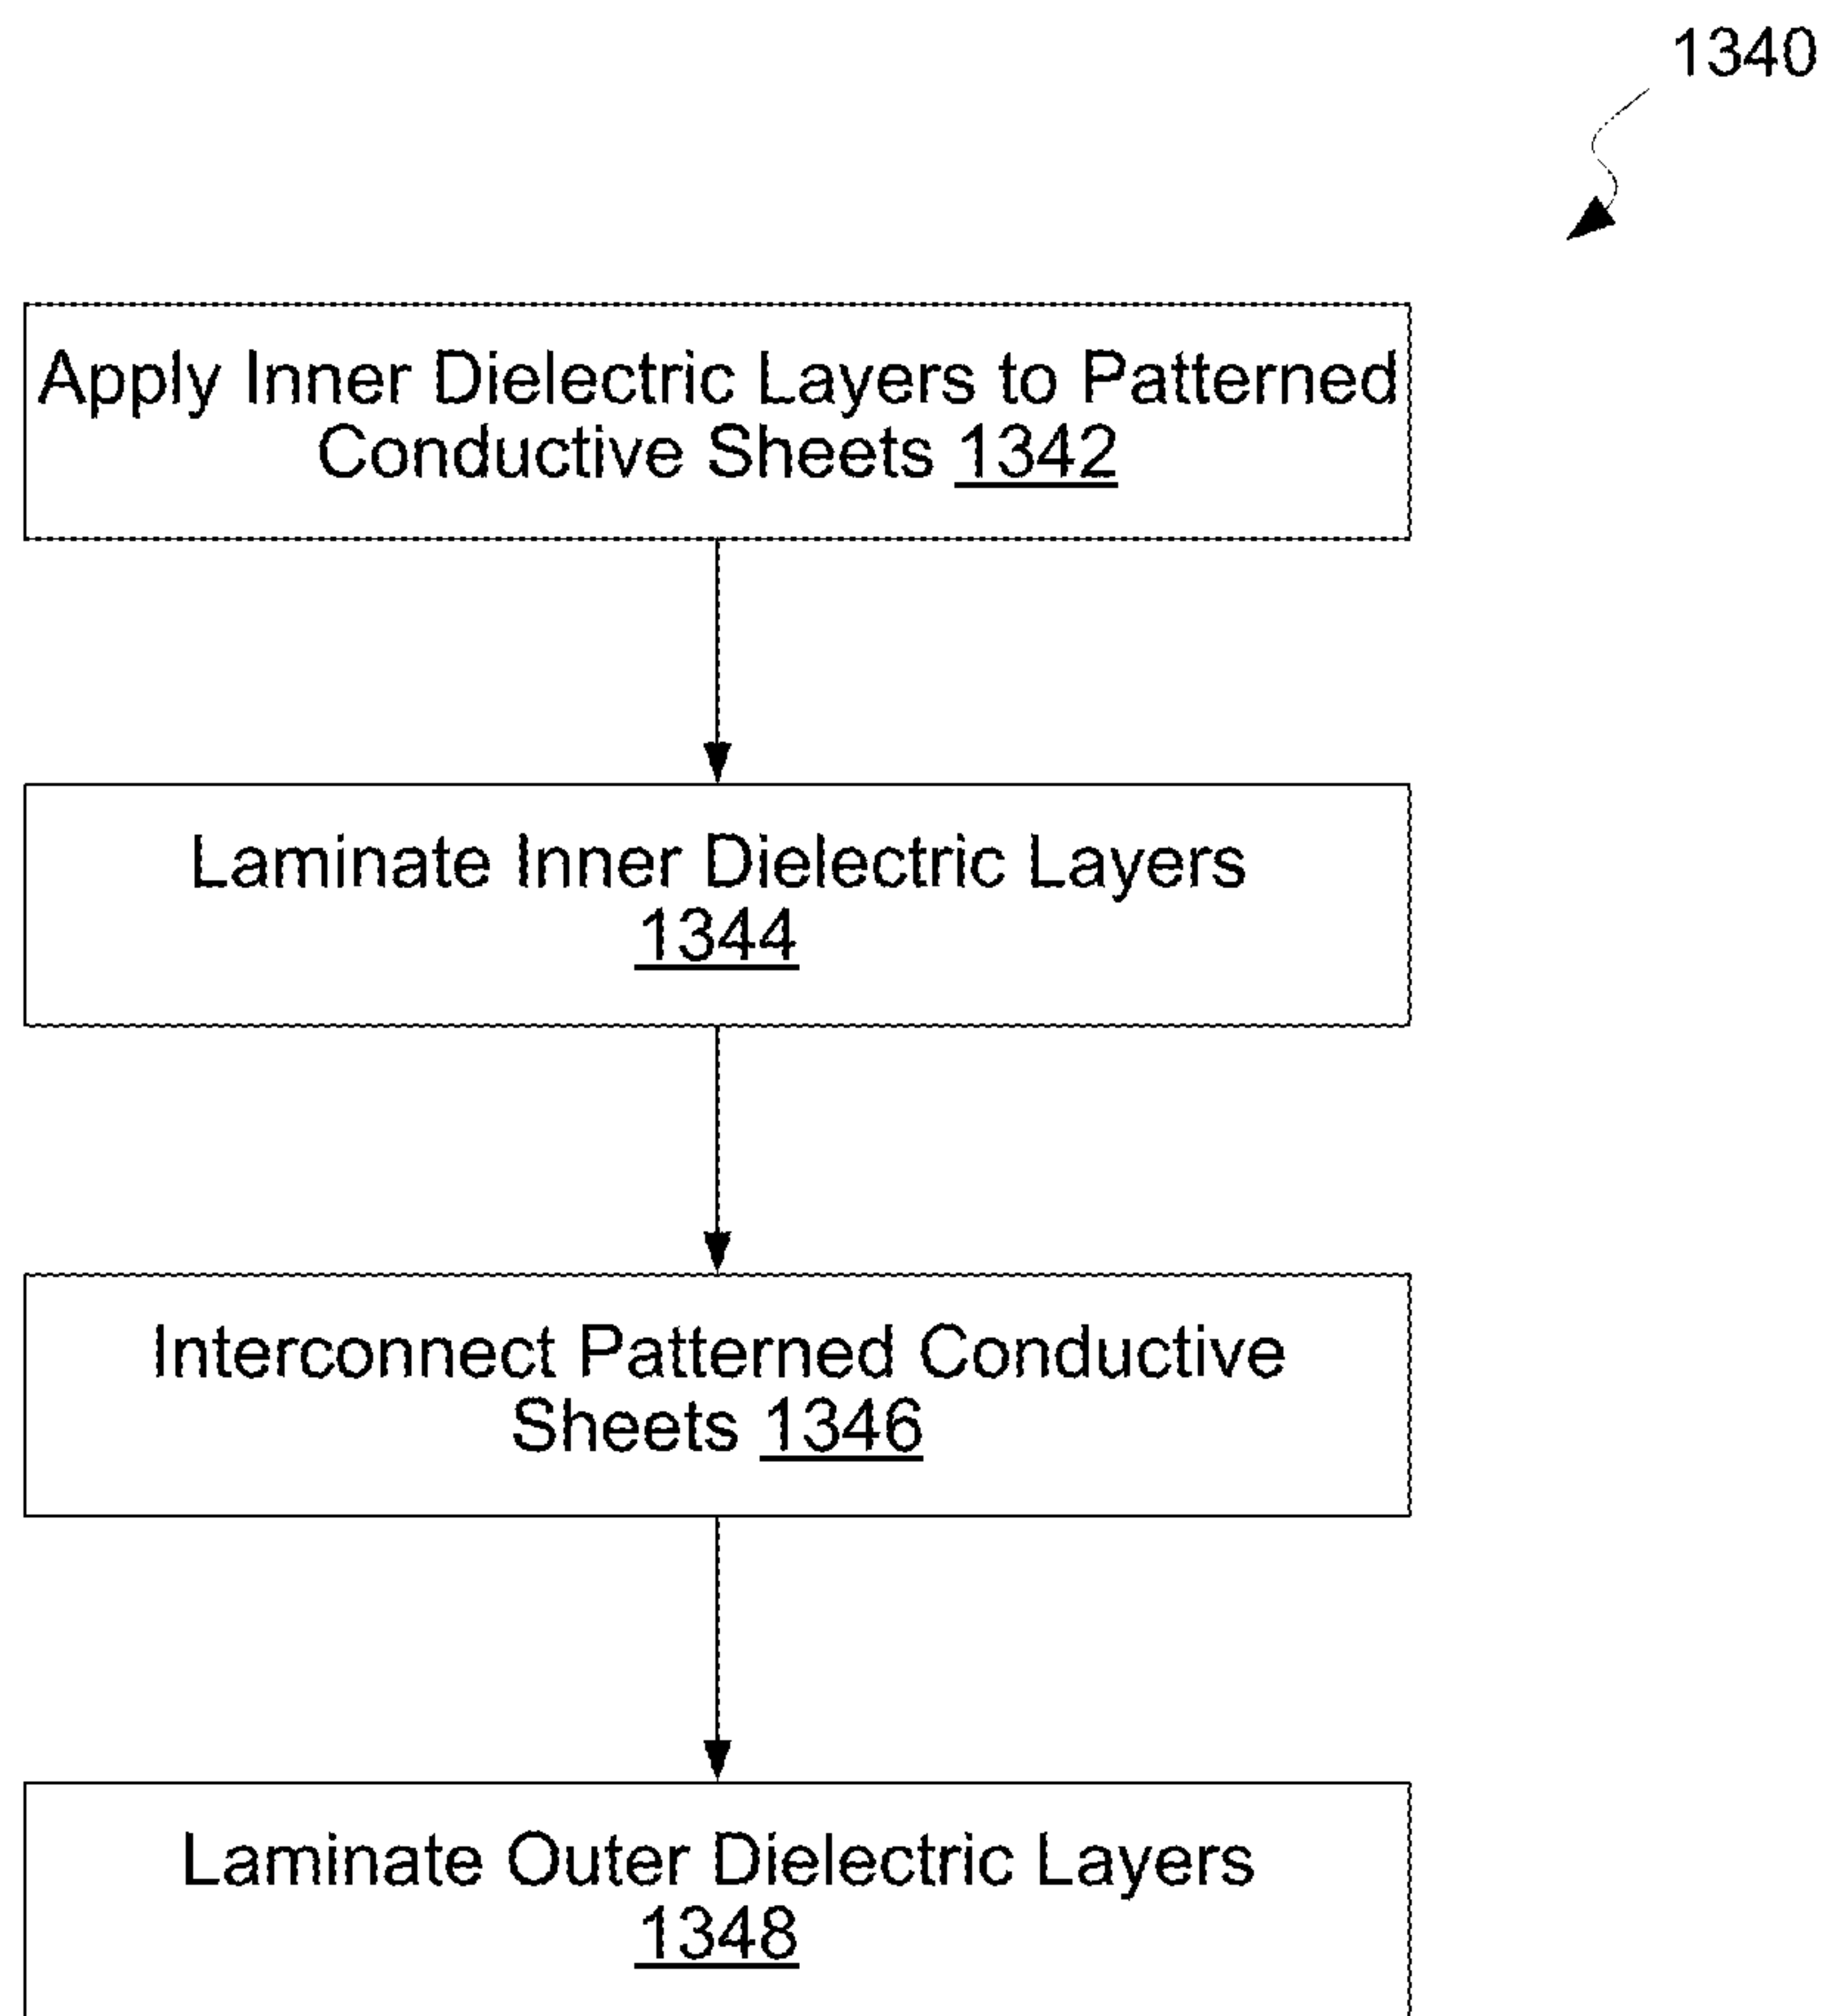 1340
Apply Inner Dielectric Layers to Patterned
Conductive Sheets 1342
Laminate Inner Dielectric Layers
1344
Interconnect Patterned Conductive
Sheets 1346
Laminate Outer Dielectric Layers
1348